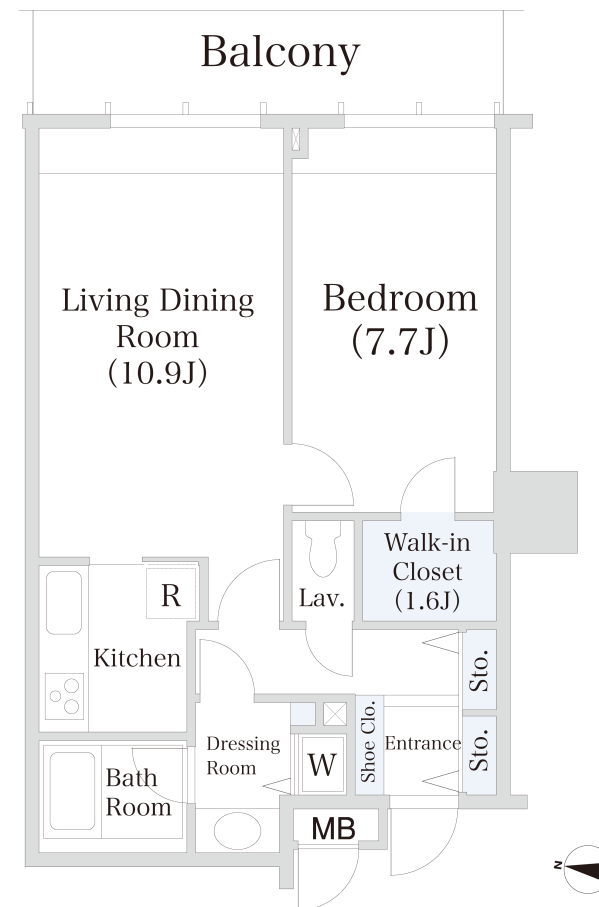 Balcony
Living Dining
Room
(10.9J)
Bedroom
(7.7J)
Walk-in
Closet
(1.6J)
Lav.
R
Kitchen
Sto.
Sto.
Shoe Clo.
Entrance
Dressing
Room
W
Bath
Room
MB
N